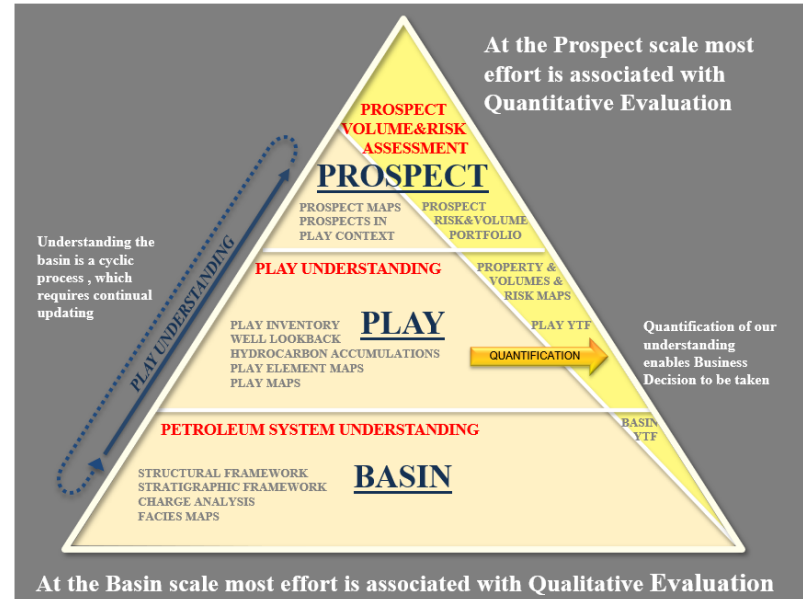 At the Prospect scale most
effort is associated with
Quantitative Evaluation
PROSPECT
VOLUME&RISK
ASSESSMENT
PROSPECT
PROSPECT MAPS
PROSPECTS IN
PLAY CONTEXT
PROSPECT
RISK&VOLUME
PORTFOLIO
Understanding the
basin is a cyclic
process , which
requires continual
updating
PLAY UNDERSTANDING
PLAY UNDERSTANDING
PROPERTY &
VOLUMES &
RISK MAPS
PLAY INVENTORY
WELL LOOKBACK
HYDROCARBON ACCUMULATIONS
PLAY ELEMENT MAPS
PLAY MAPS
PLAY
PLAY YTF
QUANTIFICATION
Quantification of our
understanding
enables Business
Decision to be taken
PETROLEUM SYSTEM UNDERSTANDING
BASIN
YTF
STRUCTURAL FRAMEWORK
STRATIGRAPHIC FRAMEWORK
CHARGE ANALYSIS
FACIES MAPS
BASIN
At the Basin scale most effort is associated with Qualitative Evaluation